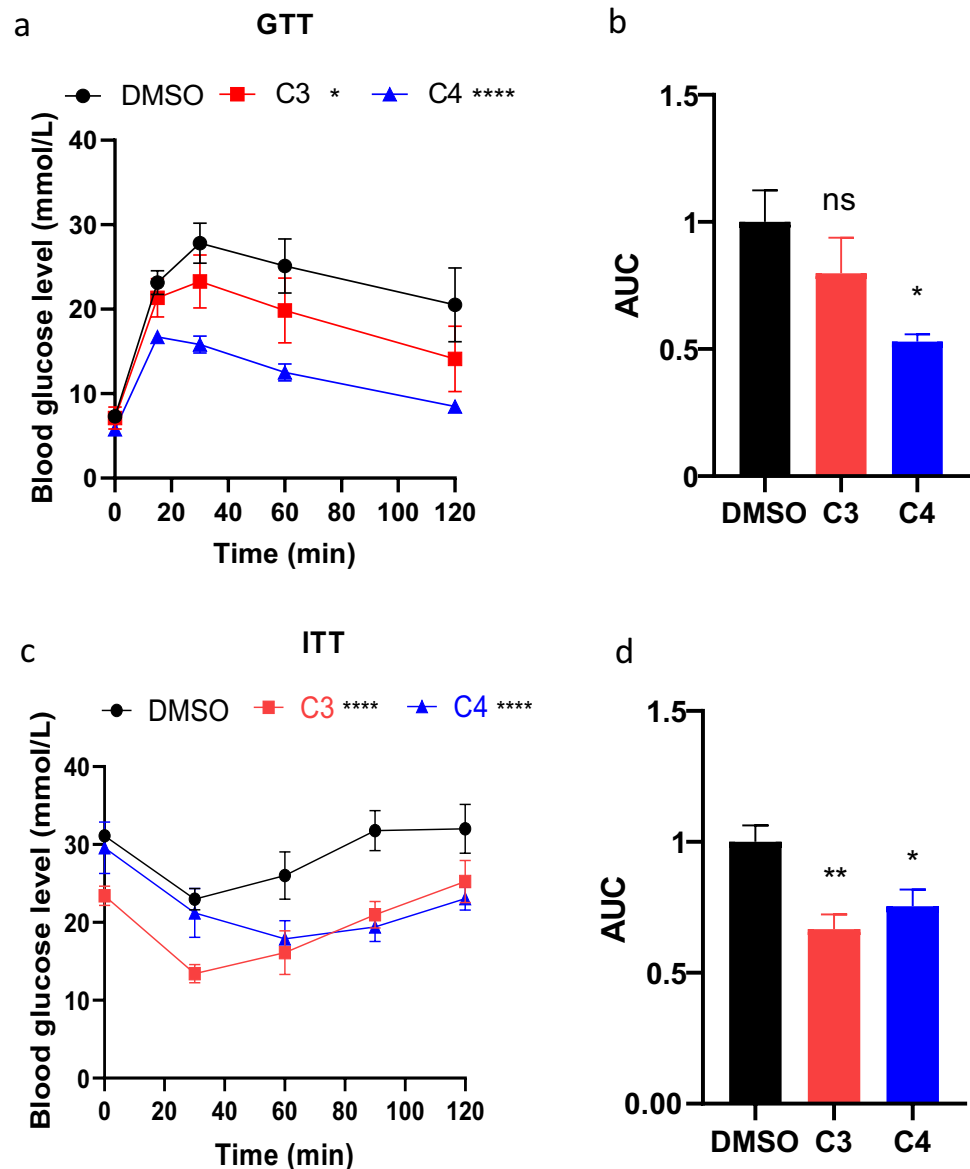 a
GTT
DMSO C3 * C4 ****
Blood glucose level (mmol/L)
40
30
20
10
0
0 20 40 60 80 100 120
Time (min)
b
AUC
1.5
1
0.5
0
ns
*
DMSO C3 C4
c
ITT
DMSO C3 **** C4 ****
Blood glucose level (mmol/L)
40
30
20
10
0
0 20 40 60 80 100 120
Time (min)
d
AUC
1.5
1
0.5
0.00
**
*
DMSO C3 C4